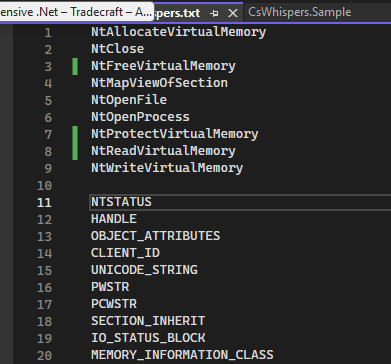 ensive .Net – Tradecraft – A...
spers.txt
CsWhispers.Sample
1 NtAllocateVirtualMemory
2 NtClose
3 NtFreeVirtualMemory
4 NtMapViewOfSection
5 NtOpenFile
6 NtOpenProcess
7 NtProtectVirtualMemory
8 NtReadVirtualMemory
9 NtWriteVirtualMemory
10
11 NTSTATUS
12 HANDLE
13 OBJECT_ATTRIBUTES
14 CLIENT_ID
15 UNICODE_STRING
16 PWSTR
17 PCWSTR
18 SECTION_INHERIT
19 IO_STATUS_BLOCK
20 MEMORY_INFORMATION_CLASS